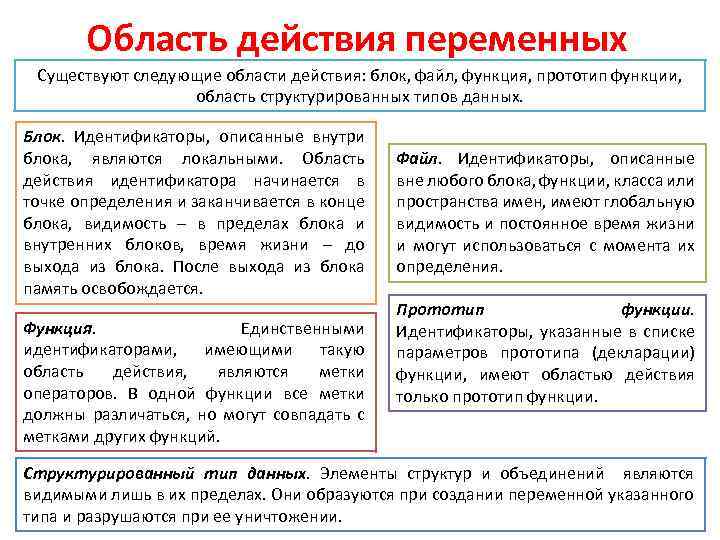 Область действия переменных
Существуют следующие области действия: блок, файл, функция, прототип функции,
область структурированных типов данных.
Блок. Идентификаторы, описанные внутри
блока, являются локальными. Область
действия идентификатора начинается в
точке определения и заканчивается в конце
блока, видимость – в пределах блока и
внутренних блоков, время жизни – до
выхода из блока. После выхода из блока
память освобождается.
Функция. Единственными
идентификаторами, имеющими такую
область действия, являются метки
операторов. В одной функции все метки
должны различаться, но могут совпадать с
метками других функций.
Файл. Идентификаторы, описанные
вне любого блока, функции, класса или
пространства имен, имеют глобальную
видимость и постоянное время жизни
и могут использоваться с момента их
определения.
Прототип функции.
Идентификаторы, указанные в списке
параметров прототипа (декларации)
функции, имеют областью действия
только прототип функции.
Структурированный тип данных. Элементы структур и объединений являются
видимыми лишь в их пределах. Они образуются при создании переменной указанного
типа и разрушаются при ее уничтожении.